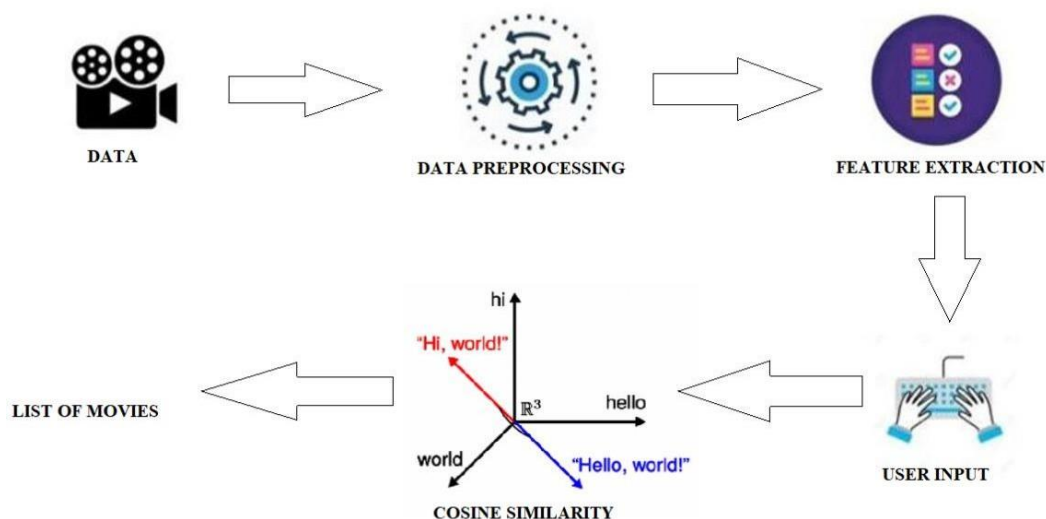 DATA
DATA PREPROCESSING
FEATURE EXTRACTION
USER INPUT
hi
"Hi, world!"
ℝ³
hello
world
"Hello, world!"
COSINE SIMILARITY
LIST OF MOVIES